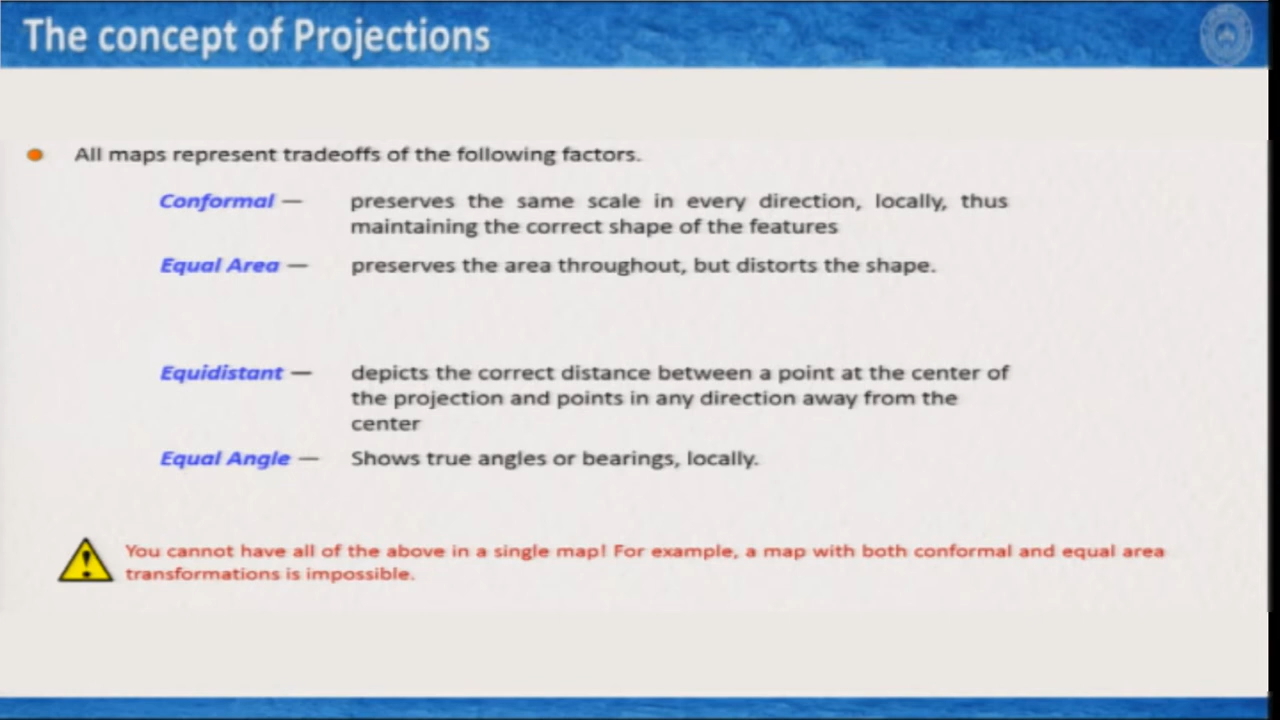 The concept of Projections
All maps represent tradeoffs of the following factors.
Conformal — preserves the same scale in every direction, locally, thus
maintaining the correct shape of the features
Equal Area — preserves the area throughout, but distorts the shape.
Equidistant — depicts the correct distance between a point at the center of
the projection and points in any direction away from the
center
Equal Angle — Shows true angles or bearings, locally.
You cannot have all of the above in a single map! For example, a map with both conformal and equal area
transformations is impossible.